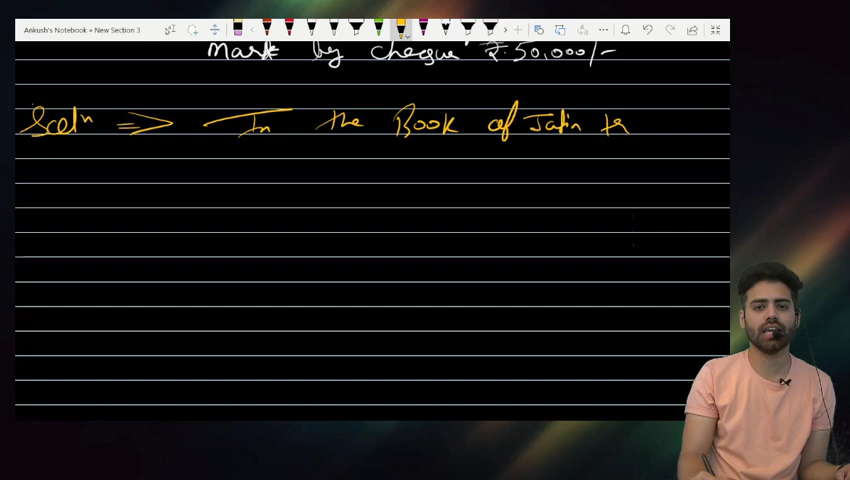 Ankush's Notebook » New Section 3
Mark by cheque ₹ 50,000/-
Soln ⇒ In the Book of Jatin